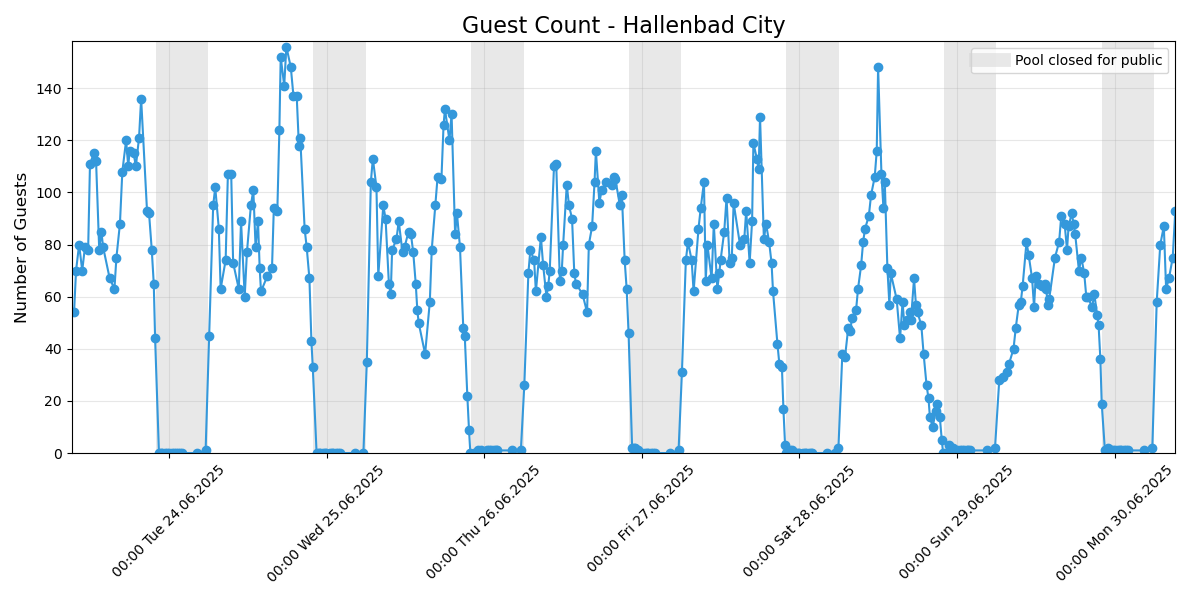 Guest Count - Hallenbad City
Pool closed for public
Number of Guests
140
120
100
80
60
40
20
0
00:00 Tue 24.06.2025
00:00 Wed 25.06.2025
00:00 Thu 26.06.2025
00:00 Fri 27.06.2025
00:00 Sat 28.06.2025
00:00 Sun 29.06.2025
00:00 Mon 30.06.2025